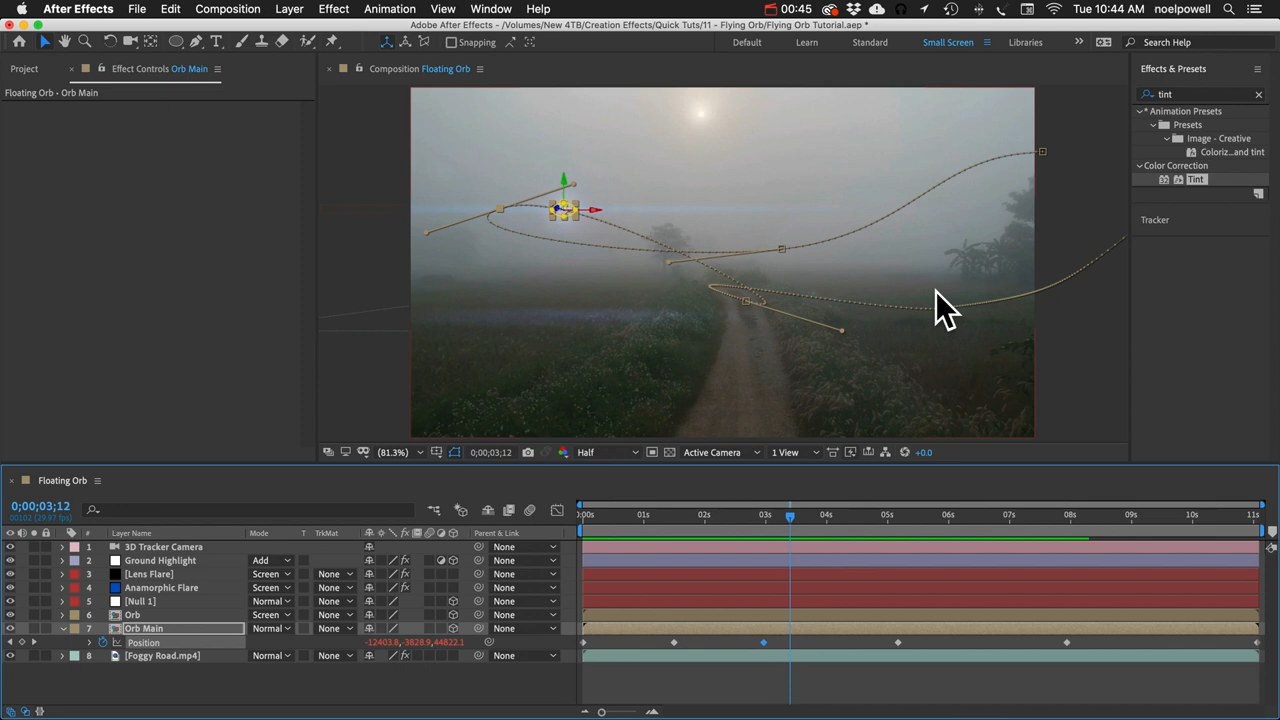 After Effects File Edit Composition Layer Effect Animation View Window Help 00:45 Tue 10:44 AM noelpowell
Adobe After Effects - /Volumes/New 4TB/Creation Effects/Quick Tuts/11 - Flying Orb/Flying Orb Tutorial.aep *
Snapping Default Learn Standard Small Screen Libraries Search Help
Project Effect Controls Orb Main Composition Floating Orb Effects & Presets
Floating Orb • Orb Main tint
* Animation Presets
Presets
Image - Creative
Coloriz...and tint
Color Correction
Tint
Tracker
(81.3%) 0;00;03;12 Half Active Camera 1 View +0.0
Floating Orb
0;00;03;12
00102 (29.97 fps)
0:00s 01s 02s 03s 04s 05s 06s 07s 08s 09s 10s 11s
# Layer Name Mode T TrkMat Parent & Link
1 3D Tracker Camera None
2 Ground Highlight Add None
3 [Lens Flare] Screen None None
4 Anamorphic Flare Screen None None
5 [Null 1] Normal None None
6 Orb Screen None None
7 Orb Main Normal None None
Position -12403.8,-3828.9,44822.1
8 [Foggy Road.mp4] Normal None None